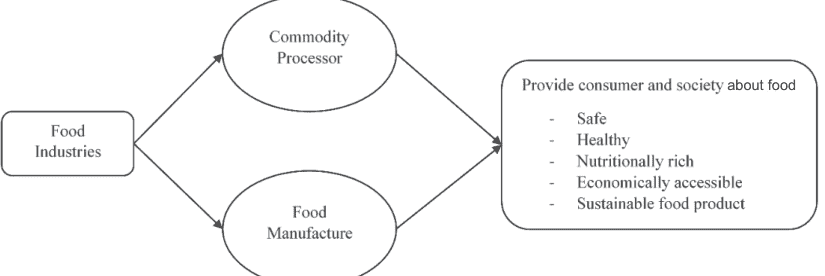 Commodity
Processor
Food
Industries
Food
Manufacture
Provide consumer and society about food
- Safe
- Healthy
- Nutritionally rich
- Economically accessible
- Sustainable food product